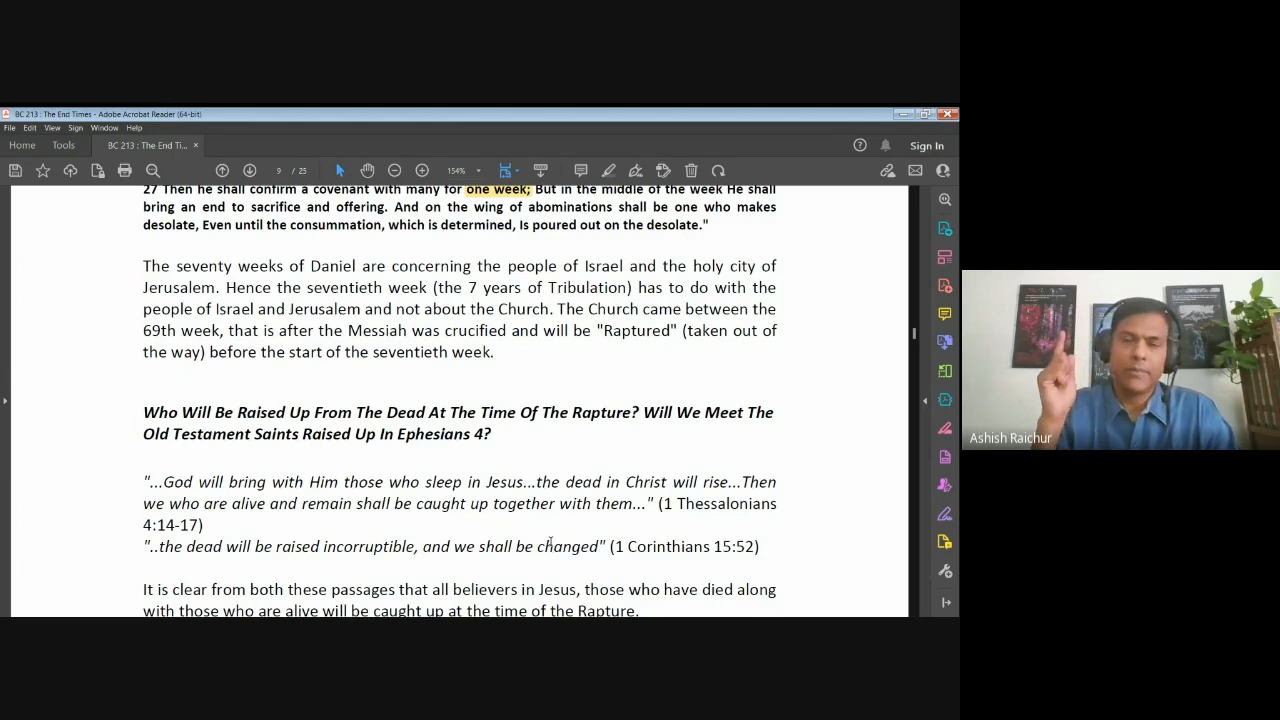 BC 213 : The End Times - Adobe Acrobat Reader (64-bit)
File Edit View Sign Window Help
Home Tools BC 213 : The End Ti... × Sign In
9 / 25 154%
27 Then he shall confirm a covenant with many for one week; But in the middle of the week He shall
bring an end to sacrifice and offering. And on the wing of abominations shall be one who makes
desolate, Even until the consummation, which is determined, Is poured out on the desolate."
The seventy weeks of Daniel are concerning the people of Israel and the holy city of
Jerusalem. Hence the seventieth week (the 7 years of Tribulation) has to do with the
people of Israel and Jerusalem and not about the Church. The Church came between the
69th week, that is after the Messiah was crucified and will be "Raptured" (taken out of
the way) before the start of the seventieth week.
Who Will Be Raised Up From The Dead At The Time Of The Rapture? Will We Meet The
Old Testament Saints Raised Up In Ephesians 4?
"...God will bring with Him those who sleep in Jesus...the dead in Christ will rise...Then
we who are alive and remain shall be caught up together with them..." (1 Thessalonians
4:14-17)
"..the dead will be raised incorruptible, and we shall be changed" (1 Corinthians 15:52)
It is clear from both these passages that all believers in Jesus, those who have died along
with those who are alive will be caught up at the time of the Rapture.
Ashish Raichur